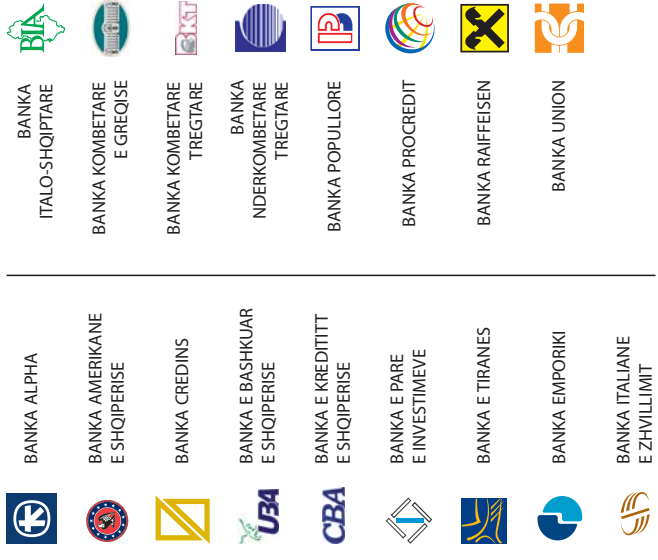 BIA
BANKA
ITALO-SHQIPTARE
BANKA KOMBETARE
E GREQISE
BKT
BANKA KOMBETARE
TREGTARE
BANKA
NDERKOMBETARE
TREGTARE
BANKA POPULLORE
BANKA PROCREDIT
BANKA RAIFFEISEN
BANKA UNION
BANKA ALPHA
BANKA AMERIKANE
E SHQIPERISE
BANKA CREDINS
UBA
BANKA E BASHKUAR
E SHQIPERISE
CBA
BANKA E KREDITITT
E SHQIPERISE
BANKA E PARE
E INVESTIMEVE
BANKA E TIRANES
BANKA EMPORIKI
BANKA ITALIANE
E ZHVILLIMIT